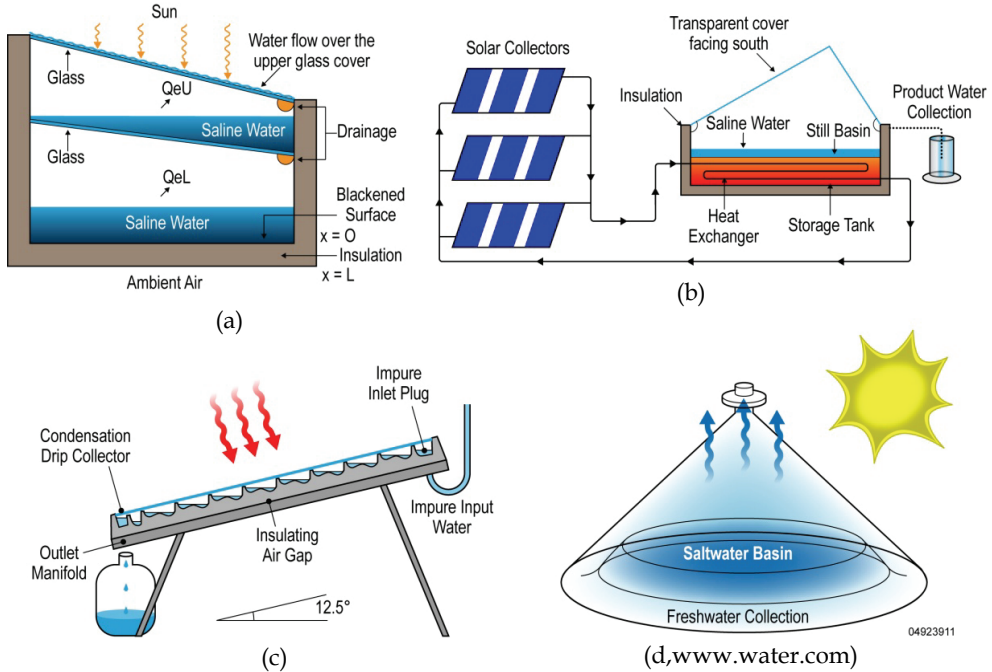 Sun
Water flow over the
upper glass cover
Glass
QeU
Saline Water
Drainage
Glass
QeL
Blackened
Surface
Saline Water
x = O
Insulation
x = L
Ambient Air
(a)
Solar Collectors
Transparent cover
facing south
Insulation
Product Water
Collection
Saline Water
Still Basin
Heat
Exchanger
Storage Tank
(b)
Impure
Inlet Plug
Condensation
Drip Collector
Impure Input
Water
Insulating
Air Gap
Outlet
Manifold
12.5°
(c)
Saltwater Basin
Freshwater Collection
04923911
(d,www.water.com)